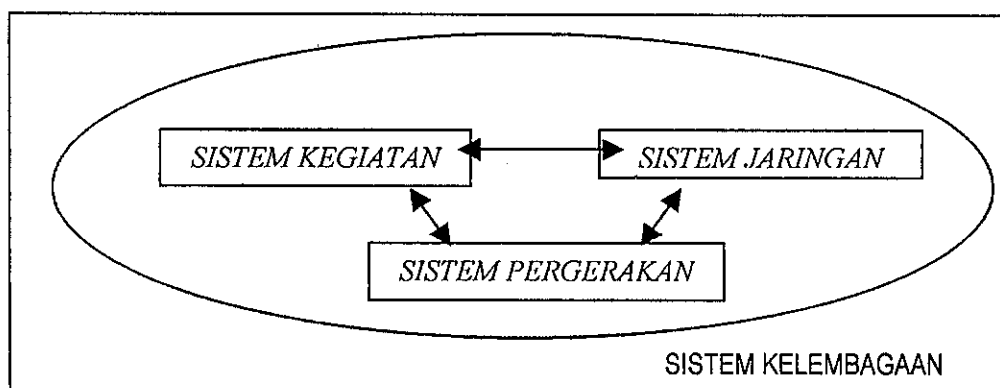 SISTEM KEGIATAN
SISTEM JARINGAN
SISTEM PERGERAKAN
SISTEM KELEMBAGAAN